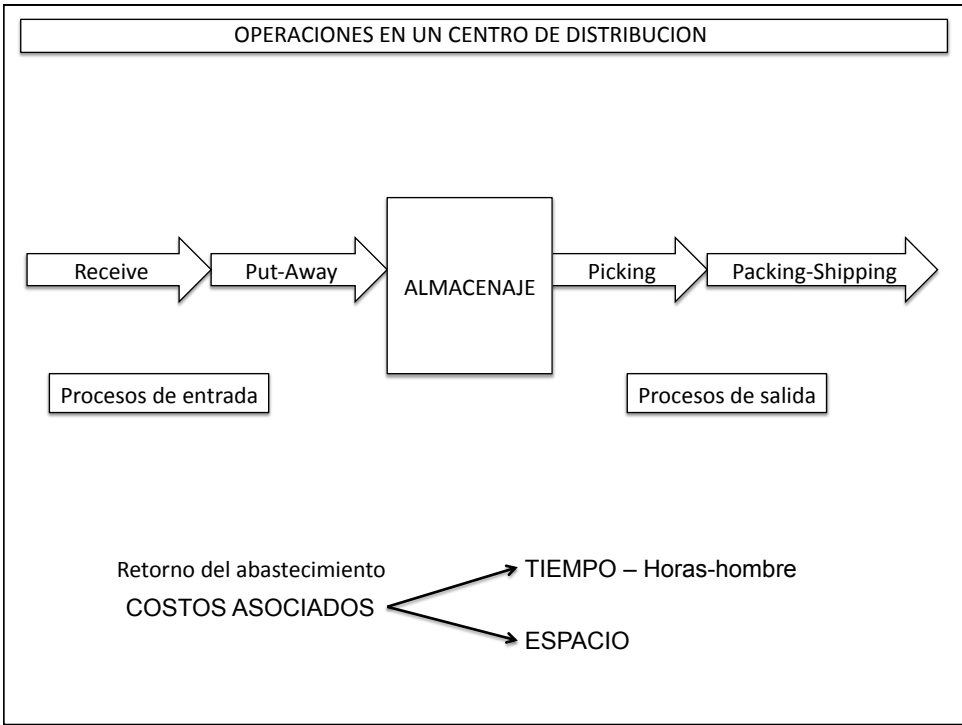 OPERACIONES EN UN CENTRO DE DISTRIBUCION
Receive
Put-Away
ALMACENAJE
Picking
Packing-Shipping
Procesos de entrada
Procesos de salida
Retorno del abastecimiento
COSTOS ASOCIADOS
TIEMPO – Horas-hombre
ESPACIO